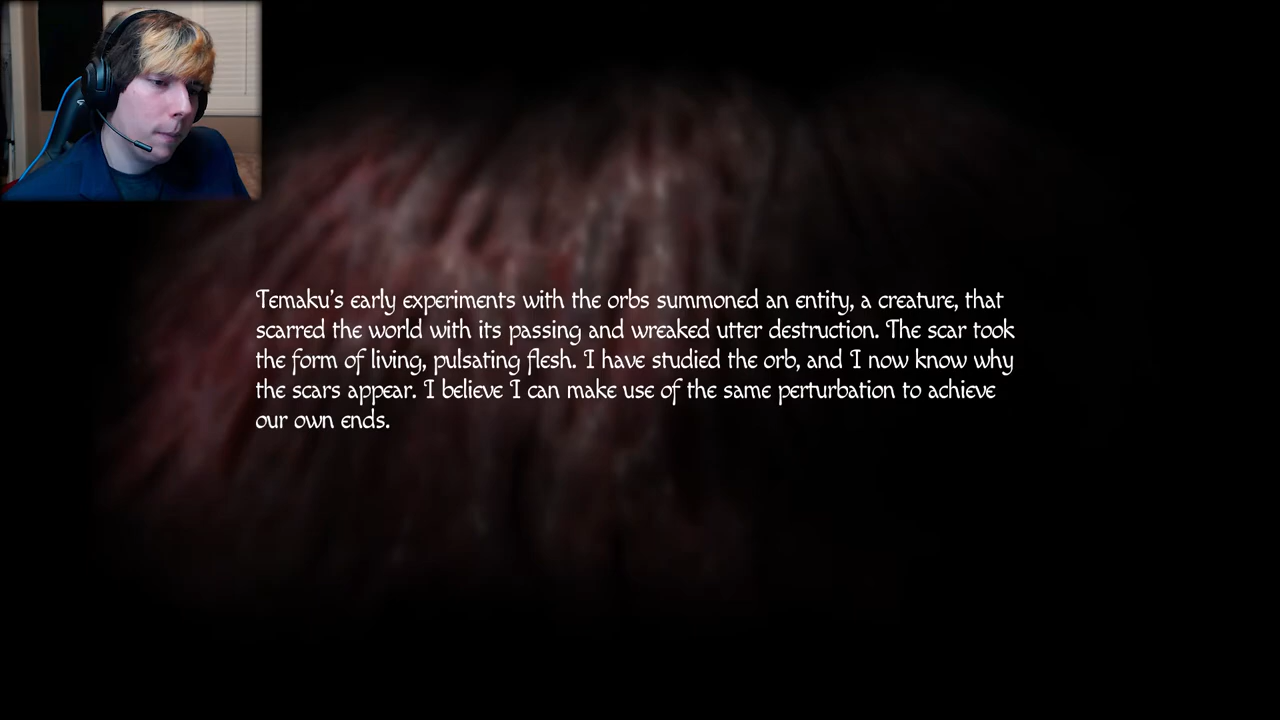 Temaku's early experiments with the orbs summoned an entity, a creature, that
scarred the world with its passing and wreaked utter destruction. The scar took
the form of living, pulsating flesh. I have studied the orb, and I now know why
the scars appear. I believe I can make use of the same perturbation to achieve
our own ends.